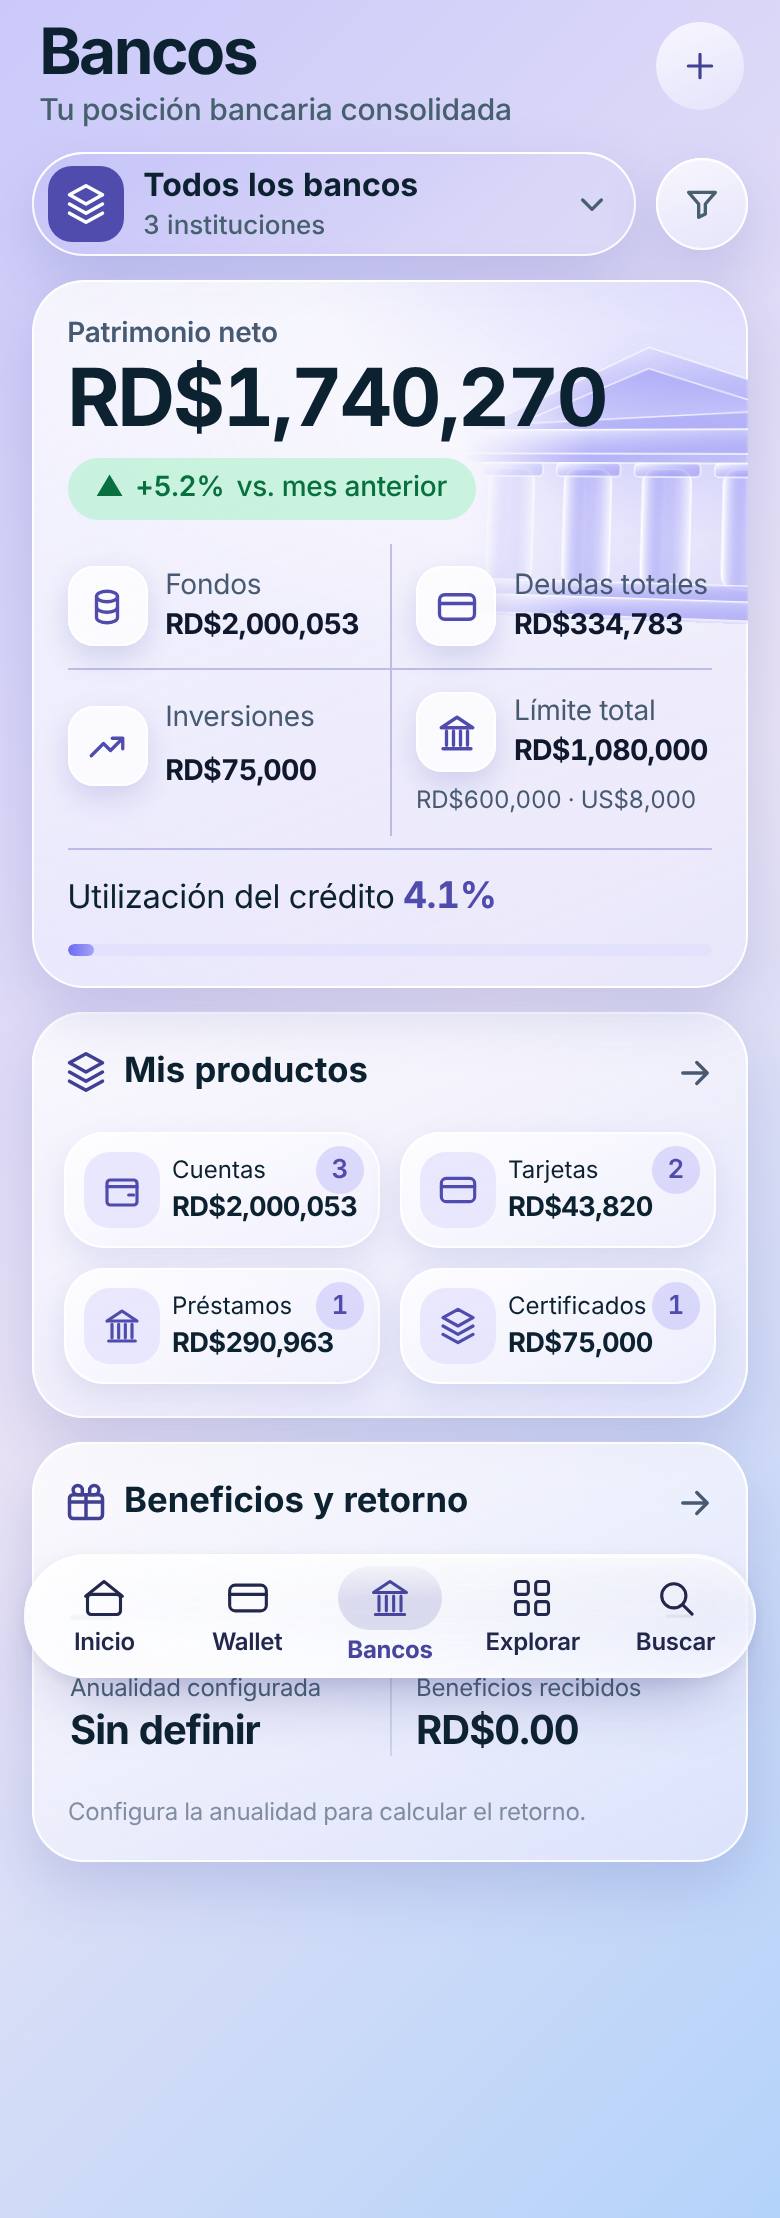 Bancos
Tu posición bancaria consolidada
Todos los bancos
3 instituciones
Patrimonio neto
RD$1,740,270
▲ +5.2% vs. mes anterior
Fondos
RD$2,000,053
Deudas totales
RD$334,783
Inversiones
RD$75,000
Límite total
RD$1,080,000
RD$600,000 · US$8,000
Utilización del crédito 4.1%
Mis productos
Cuentas 3
RD$2,000,053
Tarjetas 2
RD$43,820
Préstamos 1
RD$290,963
Certificados 1
RD$75,000
Beneficios y retorno
Inicio
Wallet
Bancos
Explorar
Buscar
Anualidad configurada
Sin definir
Beneficios recibidos
RD$0.00
Configura la anualidad para calcular el retorno.